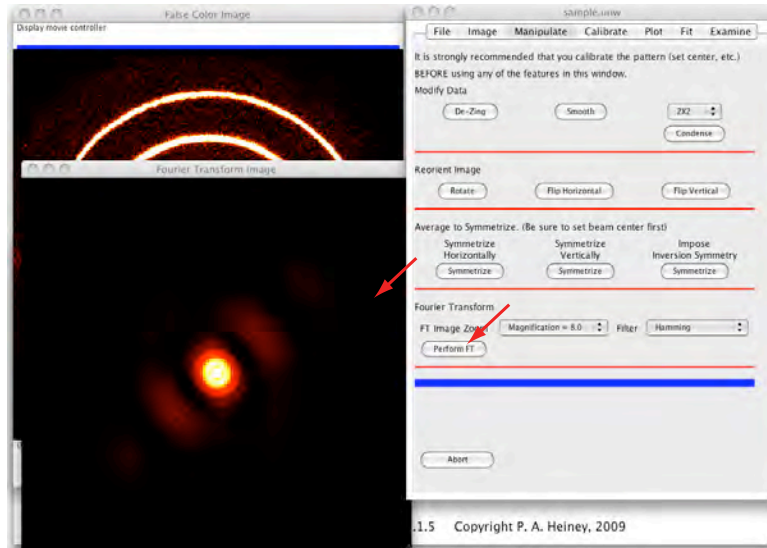 False Color Image
Display movie controller
Fourier Transform Image
sample.unw
File Image Manipulate Calibrate Plot Fit Examine
It is strongly recommended that you calibrate the pattern (set center, etc.)
BEFORE using any of the features in this window.
Modify Data
De-Zing Smooth 2X2
Condense
Reorient Image
Rotate Flip Horizontal Flip Vertical
Average to Symmetrize. (Be sure to set beam center first)
Symmetrize Symmetrize Impose
Horizontally Vertically Inversion Symmetry
Symmetrize Symmetrize Symmetrize
Fourier Transform
FT Image Zoom Magnification = 8.0 Filter Hamming
Perform FT
Abort
.1.5 Copyright P. A. Heiney, 2009